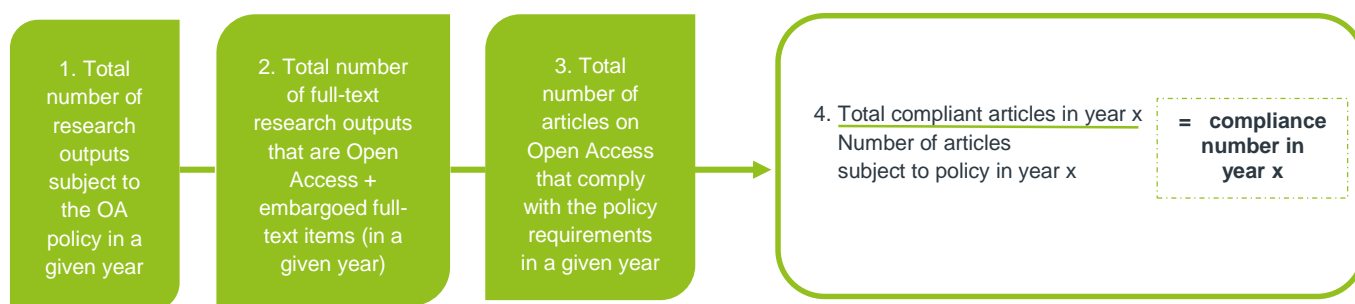 1. Total
number of
research
outputs
subject to
the OA
policy in a
given year
2. Total number
of full-text
research outputs
that are Open
Access +
embargoed full-
text items (in a
given year)
3. Total
number of
articles on
Open Access
that comply
with the policy
requirements
in a given year
4. Total compliant articles in year x
Number of articles
subject to policy in year x
= compliance
number in
year x